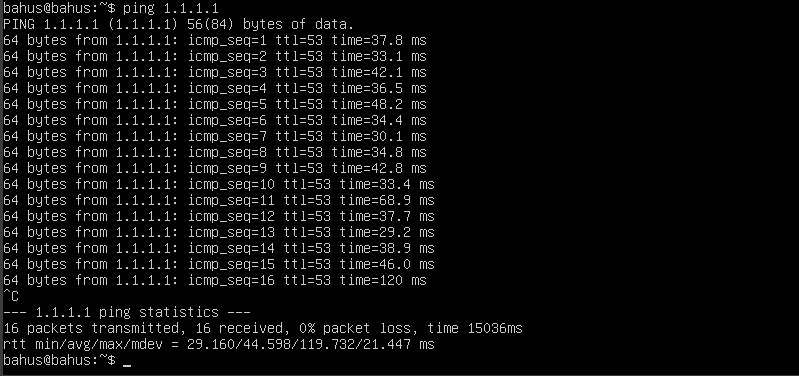 bahus@bahus:~$ ping 1.1.1.1
PING 1.1.1.1 (1.1.1.1) 56(84) bytes of data.
64 bytes from 1.1.1.1: icmp_seq=1 ttl=53 time=37.8 ms
64 bytes from 1.1.1.1: icmp_seq=2 ttl=53 time=33.1 ms
64 bytes from 1.1.1.1: icmp_seq=3 ttl=53 time=42.1 ms
64 bytes from 1.1.1.1: icmp_seq=4 ttl=53 time=36.5 ms
64 bytes from 1.1.1.1: icmp_seq=5 ttl=53 time=48.2 ms
64 bytes from 1.1.1.1: icmp_seq=6 ttl=53 time=34.4 ms
64 bytes from 1.1.1.1: icmp_seq=7 ttl=53 time=30.1 ms
64 bytes from 1.1.1.1: icmp_seq=8 ttl=53 time=34.8 ms
64 bytes from 1.1.1.1: icmp_seq=9 ttl=53 time=42.8 ms
64 bytes from 1.1.1.1: icmp_seq=10 ttl=53 time=33.4 ms
64 bytes from 1.1.1.1: icmp_seq=11 ttl=53 time=68.9 ms
64 bytes from 1.1.1.1: icmp_seq=12 ttl=53 time=37.7 ms
64 bytes from 1.1.1.1: icmp_seq=13 ttl=53 time=29.2 ms
64 bytes from 1.1.1.1: icmp_seq=14 ttl=53 time=38.9 ms
64 bytes from 1.1.1.1: icmp_seq=15 ttl=53 time=46.0 ms
64 bytes from 1.1.1.1: icmp_seq=16 ttl=53 time=120 ms
^C
--- 1.1.1.1 ping statistics ---
16 packets transmitted, 16 received, 0% packet loss, time 15036ms
rtt min/avg/max/mdev = 29.160/44.598/119.732/21.447 ms
bahus@bahus:~$ _